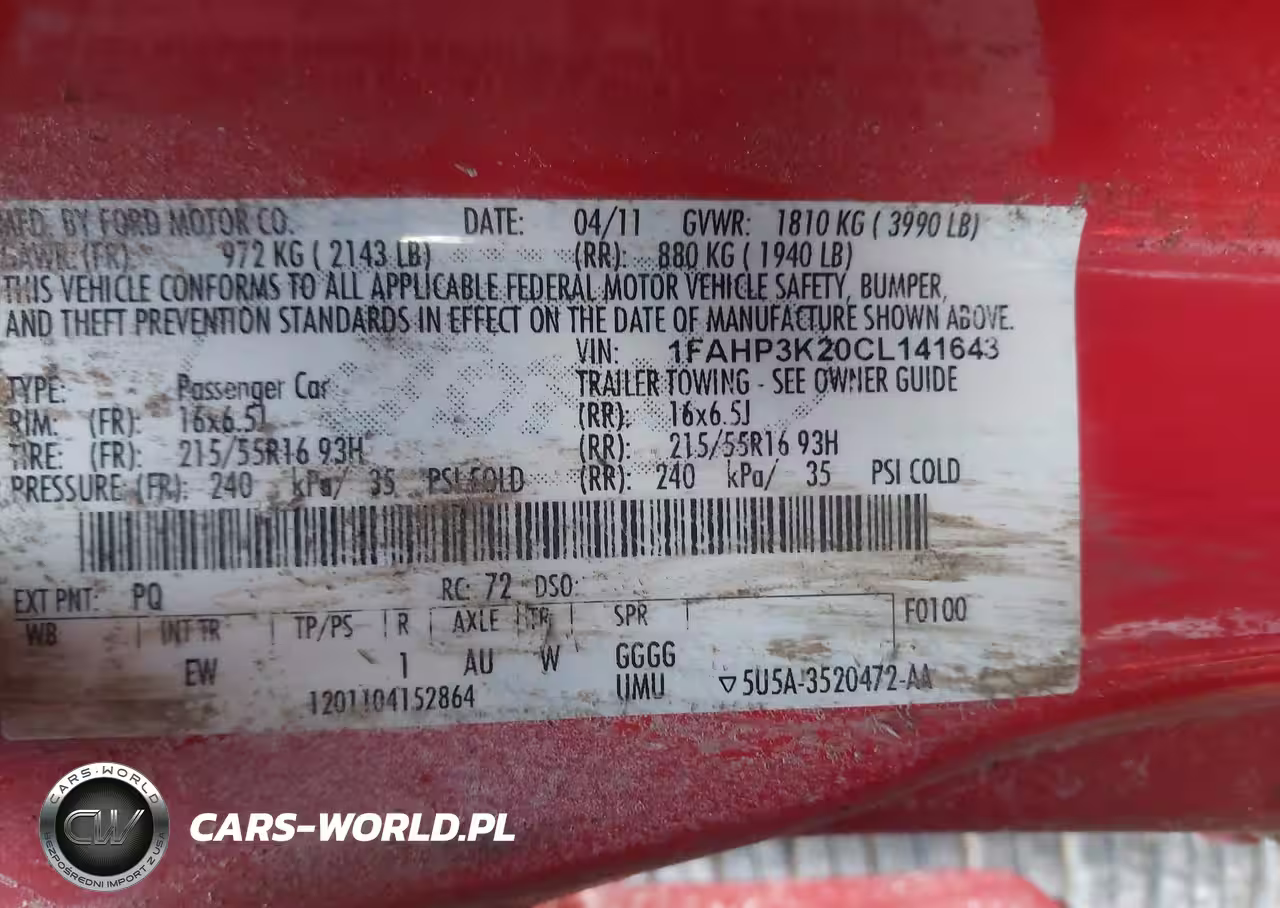 MFD. BY FORD MOTOR CO. DATE: 04/11 GVWR: 1810 KG ( 3990 LB)
GAWR (FR): 972 KG ( 2143 LB) (RR): 880 KG ( 1940 LB)
THIS VEHICLE CONFORMS TO ALL APPLICABLE FEDERAL MOTOR VEHICLE SAFETY, BUMPER,
AND THEFT PREVENTION STANDARDS IN EFFECT ON THE DATE OF MANUFACTURE SHOWN ABOVE.
VIN: 1FAHP3K20CL141643
TYPE: Passenger Car TRAILER TOWING - SEE OWNER GUIDE
RIM: (FR): 16x6.5J (RR): 16x6.5J
TIRE: (FR): 215/55R16 93H (RR): 215/55R16 93H
PRESSURE (FR): 240 kPa/ 35 PSI COLD (RR): 240 kPa/ 35 PSI COLD
EXT PNT: PQ RC: 72 DSO:
WB INT TR TP/PS R AXLE TR SPR F0100
EW 1 AU W GGGG
1201104152864 UMU ▽5U5A-3520472-AA
CARS-WORLD
CW
BEZPOŚREDNI IMPORT Z USA
CARS-WORLD.PL